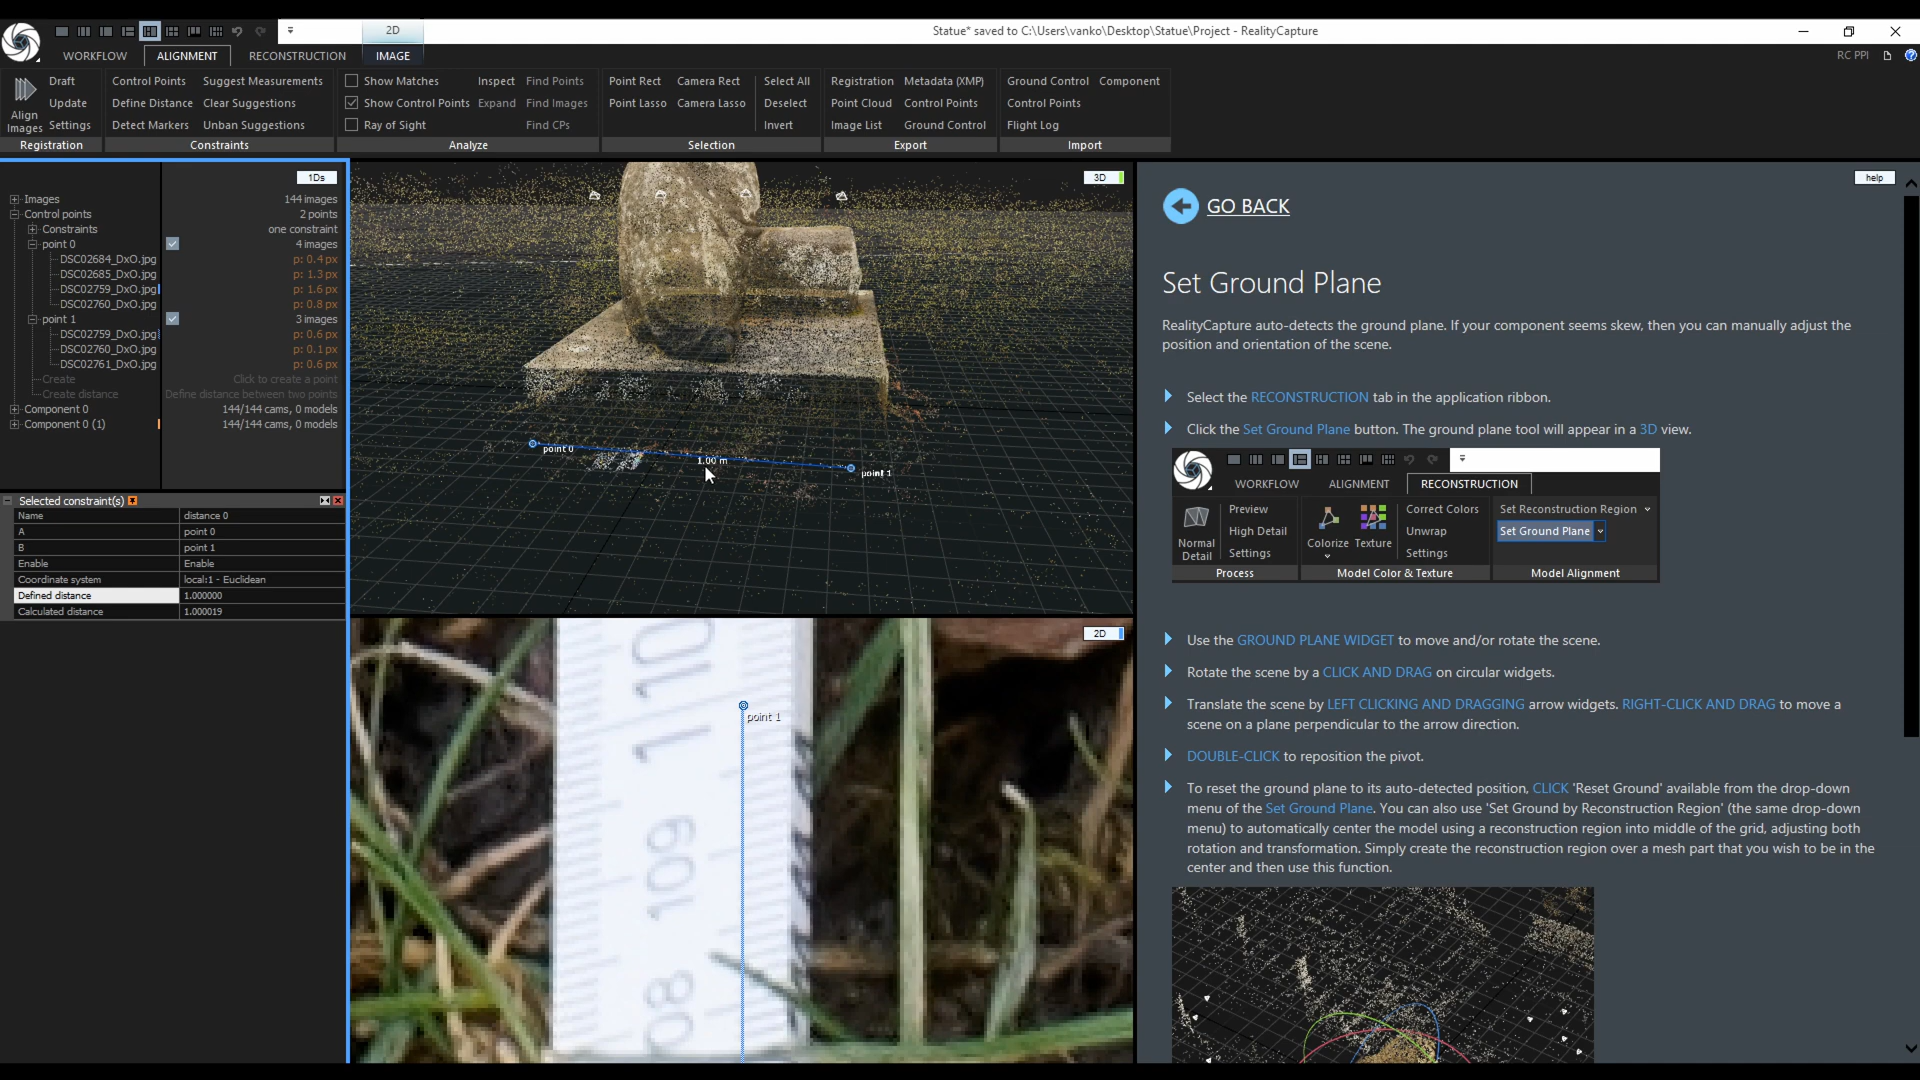 2D
Statue* saved to C:\Users\vanko\Desktop\Statue\Project - RealityCapture
WORKFLOW ALIGNMENT RECONSTRUCTION IMAGE
RC PPI
Draft Control Points Suggest Measurements Show Matches Inspect Find Points Point Rect Camera Rect Select All Registration Metadata (XMP) Ground Control Component
Update Define Distance Clear Suggestions Show Control Points Expand Find Images Point Lasso Camera Lasso Deselect Point Cloud Control Points Control Points
Align Images Settings Detect Markers Unban Suggestions Ray of Sight Find CPs Invert Image List Ground Control Flight Log
Registration Constraints Analyze Selection Export Import
1Ds
Images 144 images
Control points 2 points
Constraints one constraint
point 0 4 images
DSC02684_DxO.jpg p: 0.4 px
DSC02685_DxO.jpg p: 1.3 px
DSC02759_DxO.jpg p: 1.6 px
DSC02760_DxO.jpg p: 0.8 px
point 1 3 images
DSC02759_DxO.jpg p: 0.6 px
DSC02760_DxO.jpg p: 0.1 px
DSC02761_DxO.jpg p: 0.6 px
Create Click to create a point
Create distance Define distance between two points
Component 0 144/144 cams, 0 models
Component 0 (1) 144/144 cams, 0 models
Selected constraint(s)
Name distance 0
A point 0
B point 1
Enable Enable
Coordinate system local:1 - Euclidean
Defined distance 1.000000
Calculated distance 1.000019
3D
point 0
1.00 m
point 1
2D
110
point 1
1
109
08
help
GO BACK
Set Ground Plane
RealityCapture auto-detects the ground plane. If your component seems skew, then you can manually adjust the
position and orientation of the scene.
Select the RECONSTRUCTION tab in the application ribbon.
Click the Set Ground Plane button. The ground plane tool will appear in a 3D view.
WORKFLOW ALIGNMENT RECONSTRUCTION
Preview Correct Colors Set Reconstruction Region
High Detail Unwrap Set Ground Plane
Normal Detail Settings Colorize Texture Settings
Process Model Color & Texture Model Alignment
Use the GROUND PLANE WIDGET to move and/or rotate the scene.
Rotate the scene by a CLICK AND DRAG on circular widgets.
Translate the scene by LEFT CLICKING AND DRAGGING arrow widgets. RIGHT-CLICK AND DRAG to move a
scene on a plane perpendicular to the arrow direction.
DOUBLE-CLICK to reposition the pivot.
To reset the ground plane to its auto-detected position, CLICK 'Reset Ground' available from the drop-down
menu of the Set Ground Plane. You can also use 'Set Ground by Reconstruction Region' (the same drop-down
menu) to automatically center the model using a reconstruction region into middle of the grid, adjusting both
rotation and transformation. Simply create the reconstruction region over a mesh part that you wish to be in the
center and then use this function.